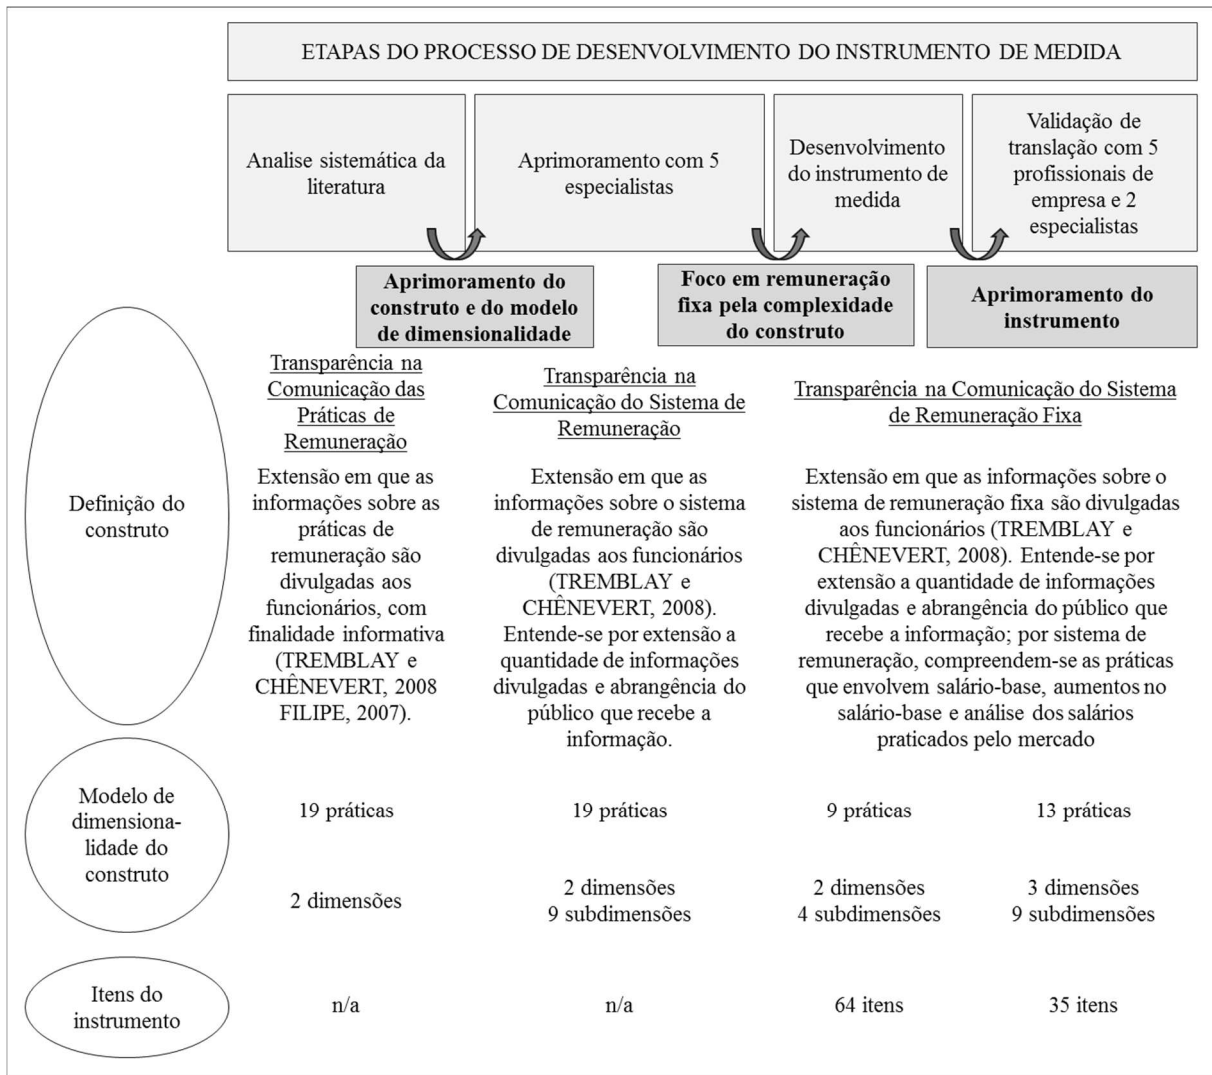 ETAPAS DO PROCESSO DE DESENVOLVIMENTO DO INSTRUMENTO DE MEDIDA
Analise sistemática da
literatura
Aprimoramento com 5
especialistas
Desenvolvimento
do instrumento de
medida
Validação de
translação com 5
profissionais de
empresa e 2
especialistas
Aprimoramento do
construto e do modelo
de dimensionalidade
Foco em remuneração
fixa pela complexidade
do construto
Aprimoramento do
instrumento
Definição do
construto
Transparência na
Comunicação das
Práticas de
Remuneração
Extensão em que as
informações sobre as
práticas de
remuneração são
divulgadas aos
funcionários, com
finalidade informativa
(TREMBLAY e
CHÊNEVERT, 2008
FILIPE, 2007).
Transparência na
Comunicação do Sistema de
Remuneração
Extensão em que as
informações sobre o sistema
de remuneração são
divulgadas aos funcionários
(TREMBLAY e
CHÊNEVERT, 2008).
Entende-se por extensão a
quantidade de informações
divulgadas e abrangência do
público que recebe a
informação.
Transparência na Comunicação do Sistema
de Remuneração Fixa
Extensão em que as informações sobre o
sistema de remuneração fixa são divulgadas
aos funcionários (TREMBLAY e
CHÊNEVERT, 2008). Entende-se por
extensão a quantidade de informações
divulgadas e abrangência do público que
recebe a informação; por sistema de
remuneração, compreendem-se as práticas
que envolvem salário-base, aumentos no
salário-base e análise dos salários
praticados pelo mercado
Modelo de
dimensiona-
lidade do
construto
19 práticas
19 práticas
9 práticas
13 práticas
2 dimensões
2 dimensões
9 subdimensões
2 dimensões
4 subdimensões
3 dimensões
9 subdimensões
Itens do
instrumento
n/a
n/a
64 itens
35 itens